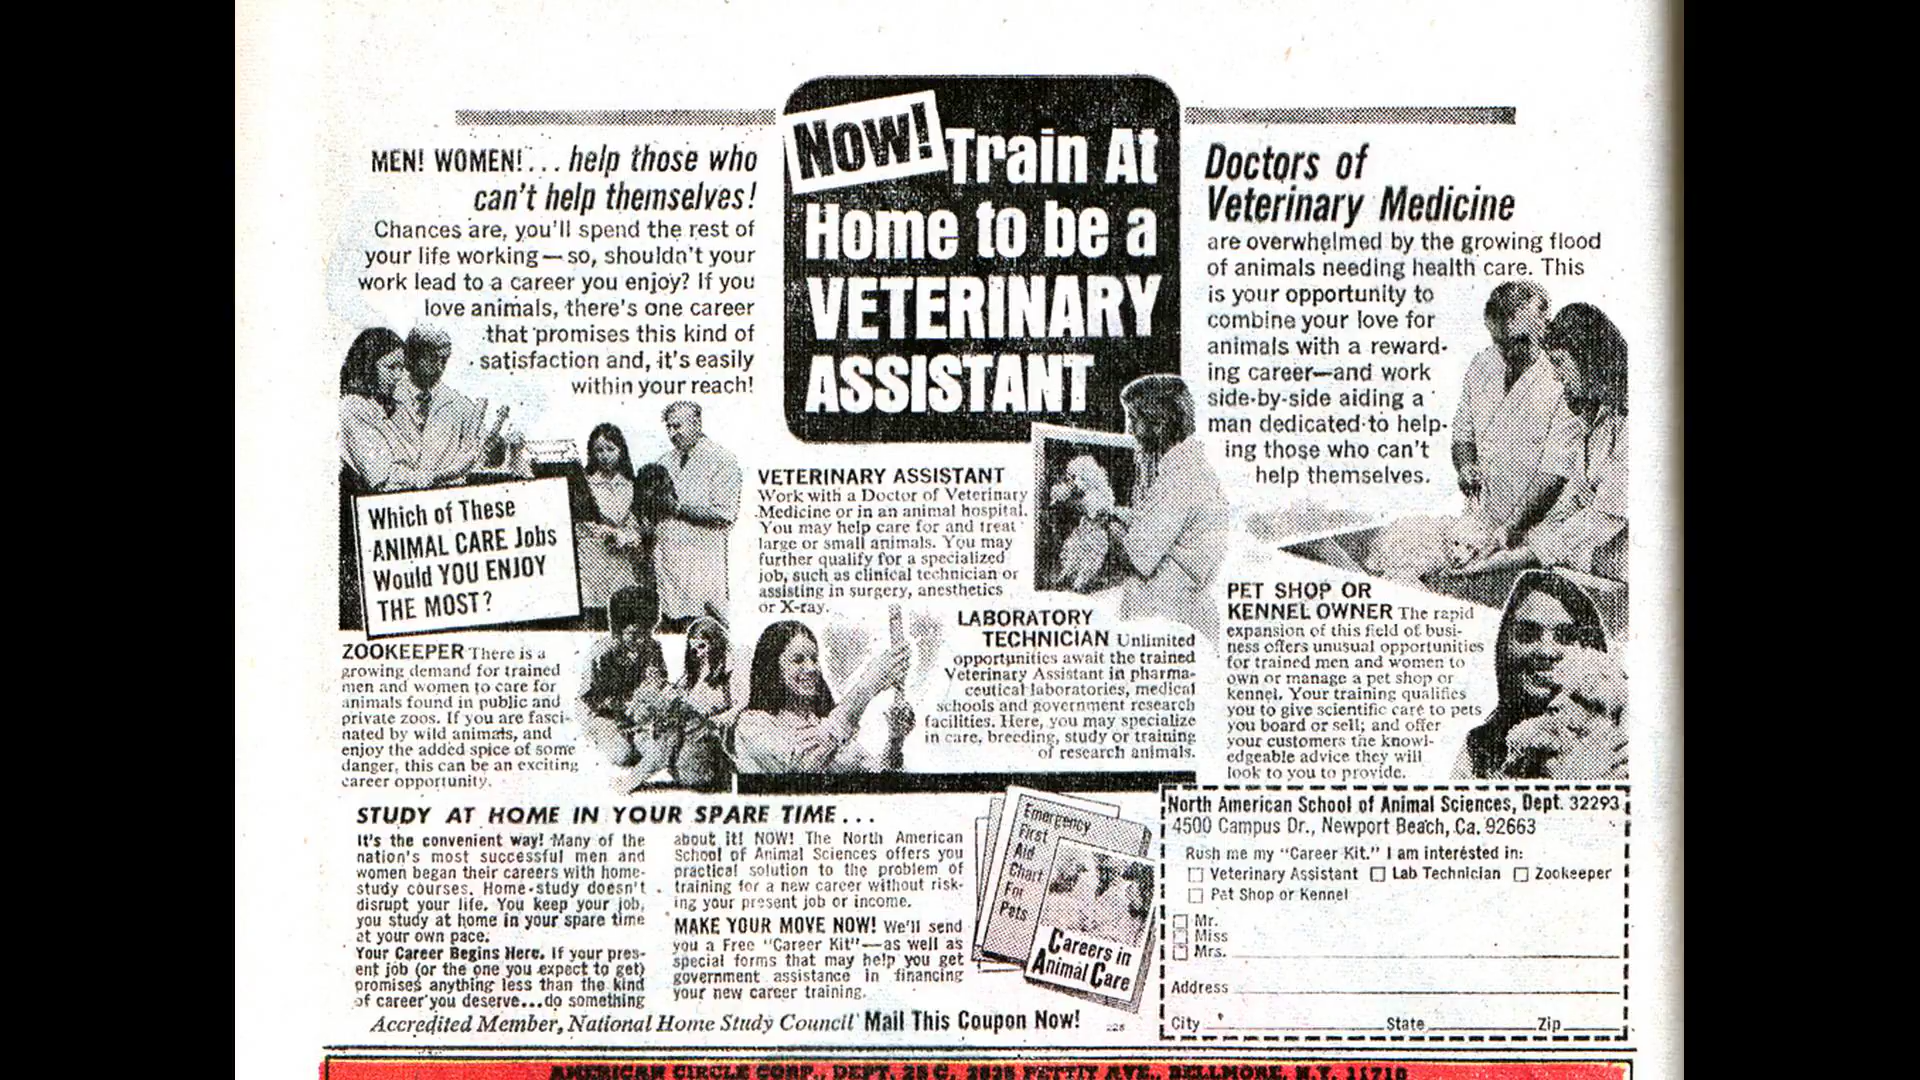 MEN! WOMEN!... help those who
can't help themselves!
Chances are, you'll spend the rest of
your life working—so, shouldn't your
work lead to a career you enjoy? If you
love animals, there's one career
that promises this kind of
satisfaction and, it's easily
within your reach!
NOW! Train At
Home to be a
VETERINARY
ASSISTANT
Doctors of
Veterinary Medicine
are overwhelmed by the growing flood
of animals needing health care. This
is your opportunity to
combine your love for
animals with a reward-
ing career—and work
side-by-side aiding a
man dedicated to help-
ing those who can't
help themselves.
Which of These
ANIMAL CARE Jobs
Would YOU ENJOY
THE MOST?
VETERINARY ASSISTANT
Work with a Doctor of Veterinary
Medicine or in an animal hospital.
You may help care for and treat
large or small animals. You may
further qualify for a specialized
job, such as clinical technician or
assisting in surgery, anesthetics
or X-ray.
ZOOKEEPER There is a
growing demand for trained
men and women to care for
animals found in public and
private zoos. If you are fasci-
nated by wild animals, and
enjoy the added spice of some
danger, this can be an exciting
career opportunity.
LABORATORY
TECHNICIAN Unlimited
opportunities await the trained
Veterinary Assistant in pharma-
ceutical laboratories, medical
schools and government research
facilities. Here, you may specialize
in care, breeding, study or training
of research animals.
PET SHOP OR
KENNEL OWNER The rapid
expansion of this field of busi-
ness offers unusual opportunities
for trained men and women to
own or manage a pet shop or
kennel. Your training qualifies
you to give scientific care to pets
you board or sell; and offer
your customers the knowl-
edgeable advice they will
look to you to provide.
STUDY AT HOME IN YOUR SPARE TIME...
It's the convenient way! Many of the
nation's most successful men and
women began their careers with home-
study courses. Home-study doesn't
disrupt your life. You keep your job,
you study at home in your spare time
at your own pace.
Your Career Begins Here. If your pres-
ent job (or the one you expect to get)
promises anything less than the kind
of career you deserve...do something
about it! NOW! The North American
School of Animal Sciences offers you
practical solution to the problem of
training for a new career without risk-
ing your present job or income.
MAKE YOUR MOVE NOW! We'll send
you a Free "Career Kit"—as well as
special forms that may help you get
government assistance in financing
your new career training.
Emergency
First
Aid
Chart
For
Pets
Careers in
Animal Care
Accredited Member, National Home Study Council Mail This Coupon Now!
North American School of Animal Sciences, Dept. 32293
4500 Campus Dr., Newport Beach, Ca. 92663
Rush me my "Career Kit." I am interested in:
Veterinary Assistant Lab Technician Zookeeper
Pet Shop or Kennel
Mr.
Miss
Mrs.
Address
City State Zip
AMERICAN CIRCLE CORP., DEPT. 28 C, 2835 PETTIT AVE., BELLMORE, N.Y. 11710